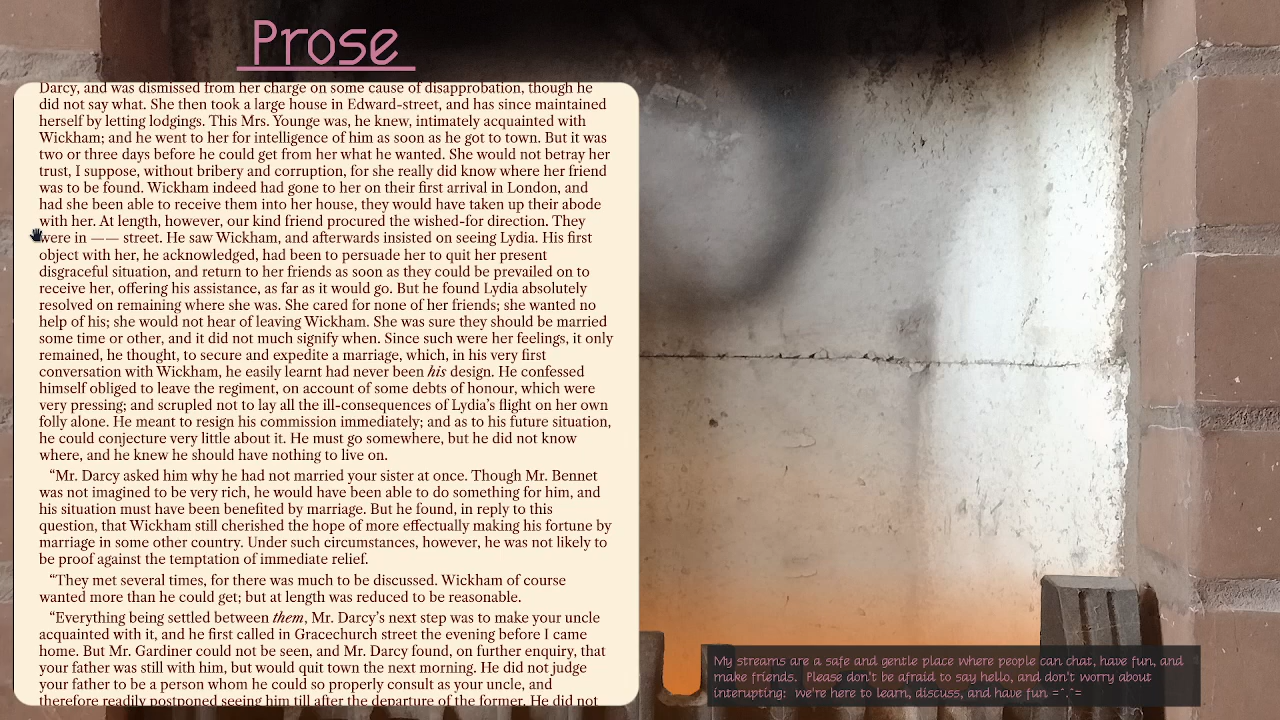 Prose
Darcy, and was dismissed from her charge on some cause of disapprobation, though he
did not say what. She then took a large house in Edward-street, and has since maintained
herself by letting lodgings. This Mrs. Younge was, he knew, intimately acquainted with
Wickham; and he went to her for intelligence of him as soon as he got to town. But it was
two or three days before he could get from her what he wanted. She would not betray her
trust, I suppose, without bribery and corruption, for she really did know where her friend
was to be found. Wickham indeed had gone to her on their first arrival in London, and
had she been able to receive them into her house, they would have taken up their abode
with her. At length, however, our kind friend procured the wished-for direction. They
were in —— street. He saw Wickham, and afterwards insisted on seeing Lydia. His first
object with her, he acknowledged, had been to persuade her to quit her present
disgraceful situation, and return to her friends as soon as they could be prevailed on to
receive her, offering his assistance, as far as it would go. But he found Lydia absolutely
resolved on remaining where she was. She cared for none of her friends; she wanted no
help of his; she would not hear of leaving Wickham. She was sure they should be married
some time or other, and it did not much signify when. Since such were her feelings, it only
remained, he thought, to secure and expedite a marriage, which, in his very first
conversation with Wickham, he easily learnt had never been his design. He confessed
himself obliged to leave the regiment, on account of some debts of honour, which were
very pressing; and scrupled not to lay all the ill-consequences of Lydia’s flight on her own
folly alone. He meant to resign his commission immediately; and as to his future situation,
he could conjecture very little about it. He must go somewhere, but he did not know
where, and he knew he should have nothing to live on.
“Mr. Darcy asked him why he had not married your sister at once. Though Mr. Bennet
was not imagined to be very rich, he would have been able to do something for him, and
his situation must have been benefited by marriage. But he found, in reply to this
question, that Wickham still cherished the hope of more effectually making his fortune by
marriage in some other country. Under such circumstances, however, he was not likely to
be proof against the temptation of immediate relief.
“They met several times, for there was much to be discussed. Wickham of course
wanted more than he could get; but at length was reduced to be reasonable.
“Everything being settled between them, Mr. Darcy’s next step was to make your uncle
acquainted with it, and he first called in Gracechurch street the evening before I came
home. But Mr. Gardiner could not be seen, and Mr. Darcy found, on further enquiry, that
your father was still with him, but would quit town the next morning. He did not judge
your father to be a person whom he could so properly consult as your uncle, and
therefore readily postponed seeing him till after the departure of the former. He did not
My streams are a safe and gentle place where people can chat, have fun, and
make friends. Please don't be afraid to say hello, and don't worry about
interupting: we're here to learn, discuss, and have fun =^.^=